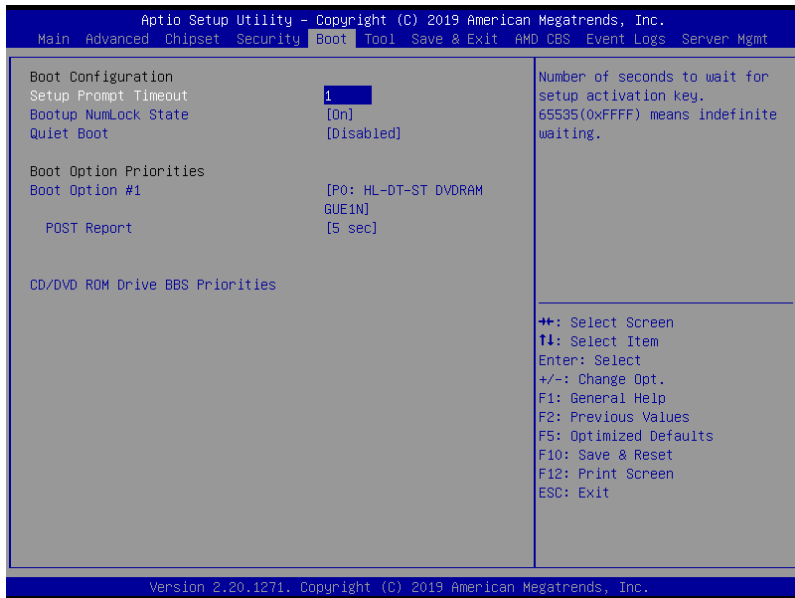 Aptio Setup Utility – Copyright (C) 2019 American Megatrends, Inc.
Main Advanced Chipset Security Boot Tool Save & Exit AMD CBS Event Logs Server Mgmt
Boot Configuration
Setup Prompt Timeout 1
Bootup NumLock State [On]
Quiet Boot [Disabled]
Boot Option Priorities
Boot Option #1 [P0: HL-DT-ST DVDRAM
GUE1N]
POST Report [5 sec]
CD/DVD ROM Drive BBS Priorities
Number of seconds to wait for
setup activation key.
65535(0xFFFF) means indefinite
waiting.
→←: Select Screen
↑↓: Select Item
Enter: Select
+/-: Change Opt.
F1: General Help
F2: Previous Values
F5: Optimized Defaults
F10: Save & Reset
F12: Print Screen
ESC: Exit
Version 2.20.1271. Copyright (C) 2019 American Megatrends, Inc.